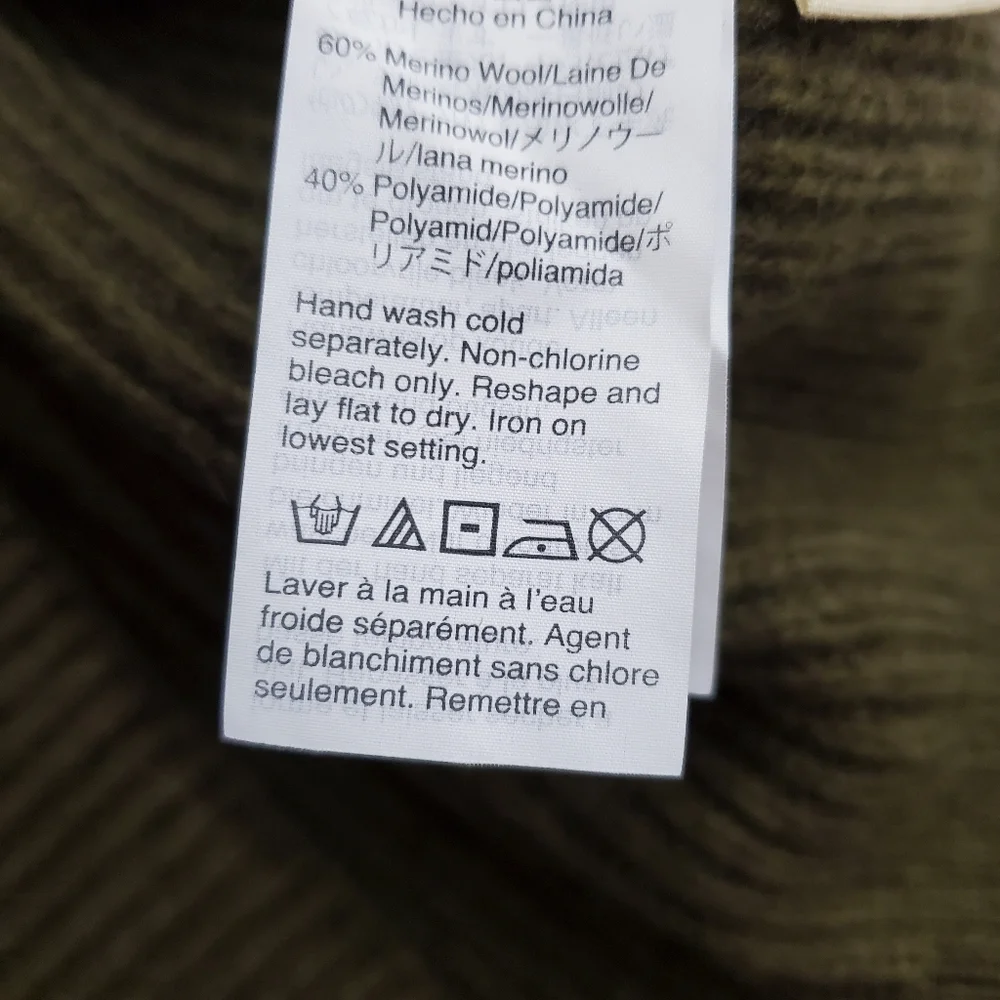 Hecho en China
60% Merino Wool/Laine De
Merinos/Merinowolle/
Merinowol/メリノウー
ル/lana merino
40% Polyamide/Polyamide/
Polyamid/Polyamide/ポ
リアミド/poliamida
Hand wash cold
separately. Non-chlorine
bleach only. Reshape and
lay flat to dry. Iron on
lowest setting.
Laver à la main à l'eau
froide séparément. Agent
de blanchiment sans chlore
seulement. Remettre en